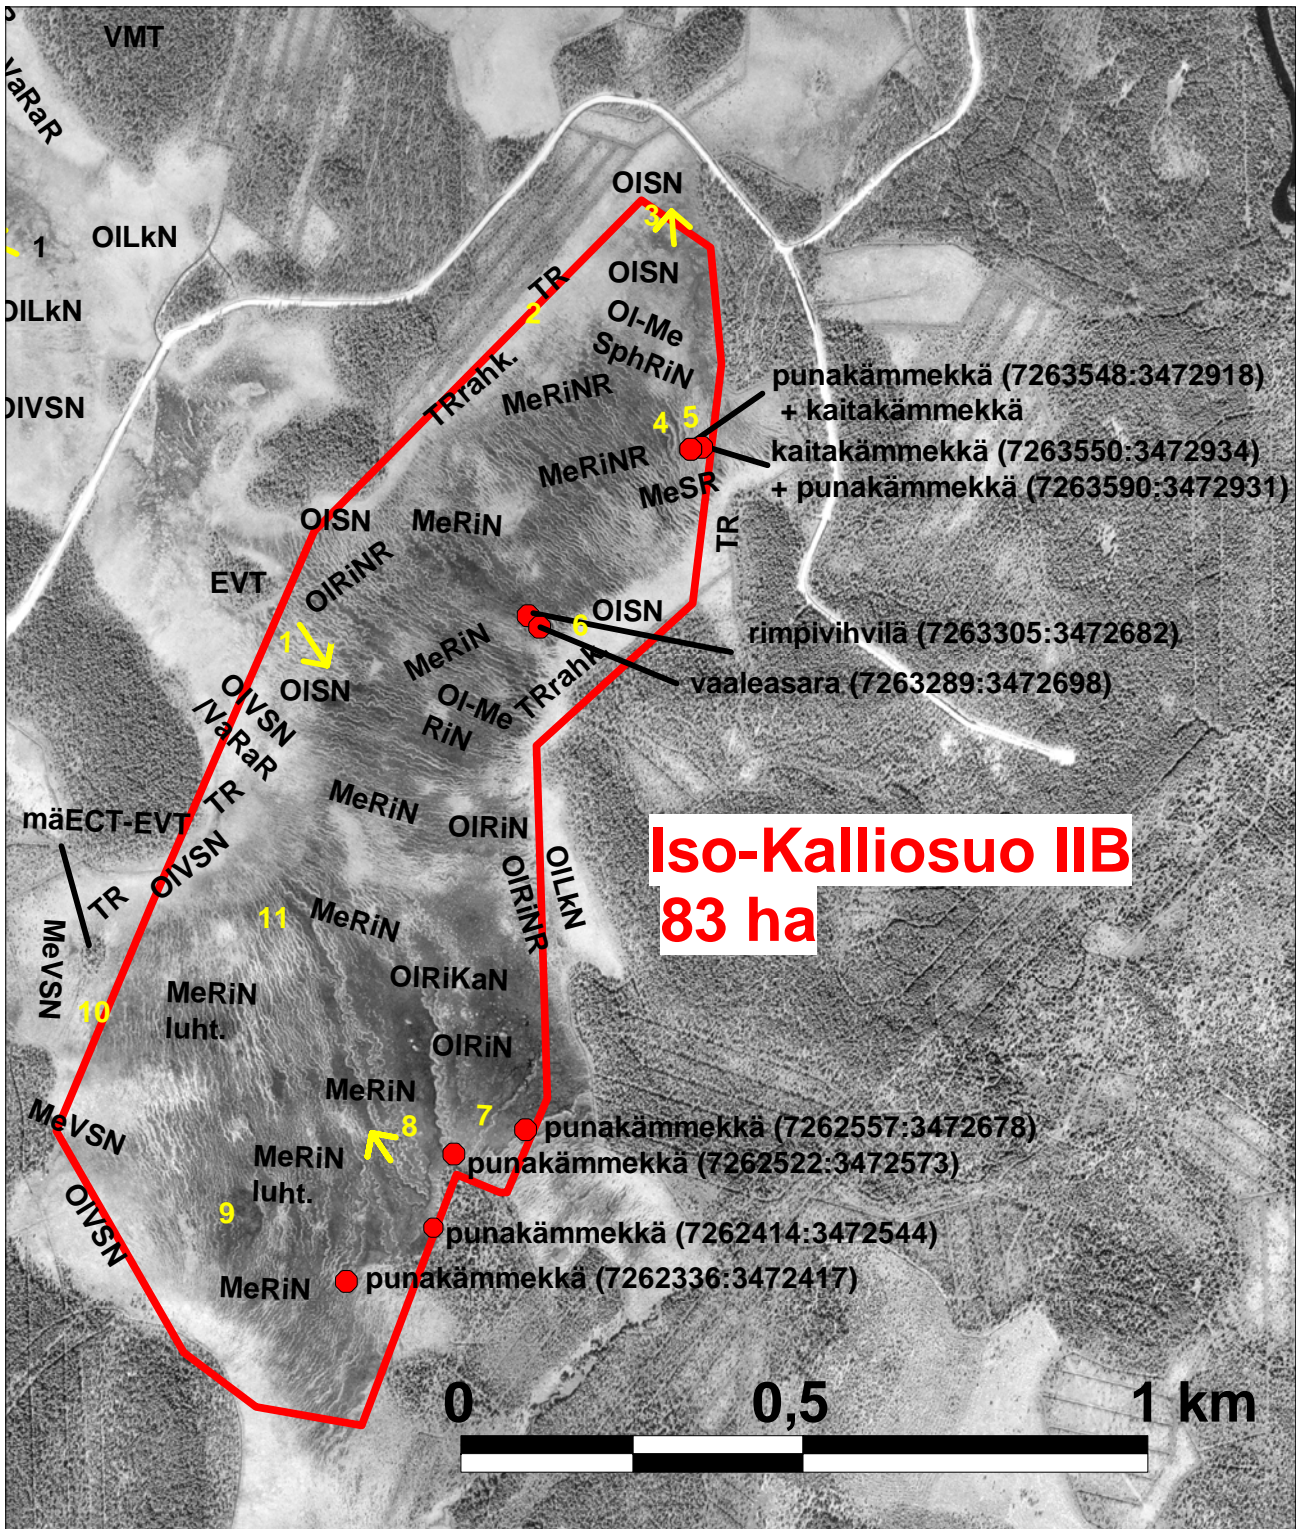 VMT
VaRaR
OlSN
1
OlLkN
3
OlSN
TR
OlLkN
2
Ol-Me
SphRiN
TRrahk.
MeRiNR
punakämmekkä (7263548:3472918)
+ kaitakämmekkä
OlVSN
4
5
kaitakämmekkä (7263550:3472934)
+ punakämmekkä (7263590:3472931)
MeRiNR
MeSR
OlSN
MeRiN
TR
EVT
OlRiNR
OlSN
6
1
MeRiN
rimpivihvilä (7263305:3472682)
TRrahk.
vaaleasara (7263289:3472698)
OlSN
OlVSN
/VaRaR
Ol-Me
RiN
TR
MeRiN
OlRiN
mäECT-EVT
Iso-Kalliosuo IIB
83 ha
OlVSN
OlRiNR
OlLkN
TR
11
MeRiN
MeVSN
OlRiKaN
10
MeRiN
luht.
OlRiN
MeRiN
7
8
MeVSN
punakämmekkä (7262557:3472678)
MeRiN
luht.
punakämmekkä (7262522:3472573)
9
OlVSN
punakämmekkä (7262414:3472544)
MeRiN
punakämmekkä (7262336:3472417)
0 0,5 1 km